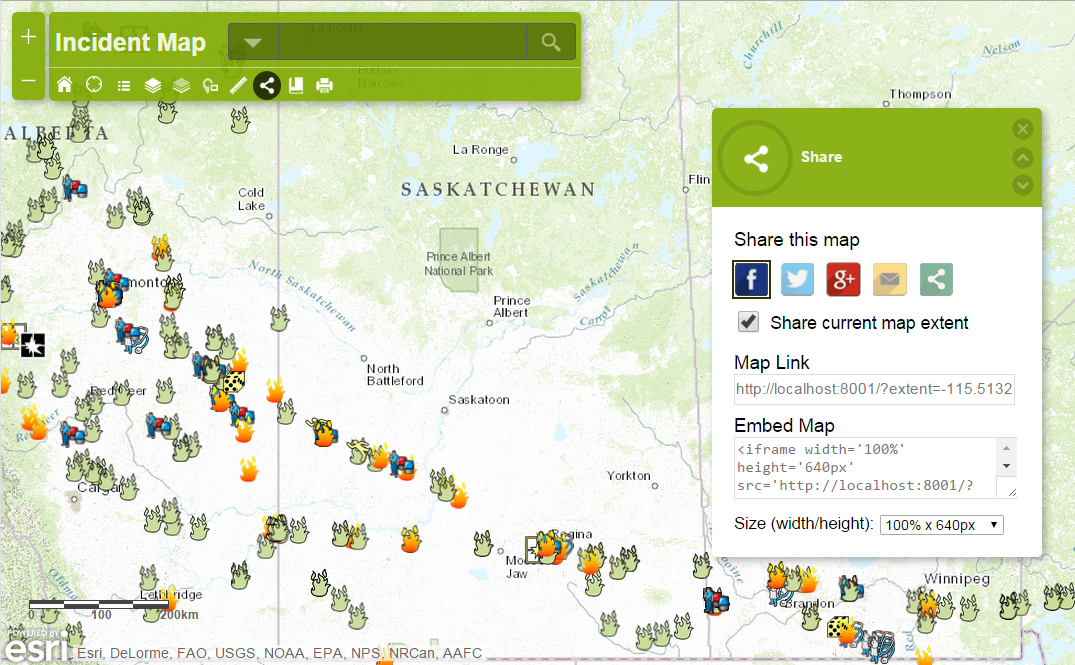 +
−
Incident Map
La Loche
Buffalo
Narrows
Churchill
Nelson
Thompson
ALBERTA
La Ronge
Flin
SASKATCHEWAN
Cold
Lake
Prince Albert
National Park
North Saskatchewan
Saskatchewan
Carrot
Prince
Albert
North
Battleford
Saskatoon
Red Deer
Yorkton
Calgary
Regina
Moose
Jaw
Lethbridge
Idaho
Winnipeg
Brandon
Red
Share
Share this map
f
g+
Share current map extent
Map Link
http://localhost:8001/?extent=-115.5132
Embed Map
<iframe width='100%'
height='640px'
src='http://localhost:8001/?
Size (width/height): 100% x 640px
0 100 200km
POWERED BY
esri
Esri, DeLorme, FAO, USGS, NOAA, EPA, NPS, NRCan, AAFC